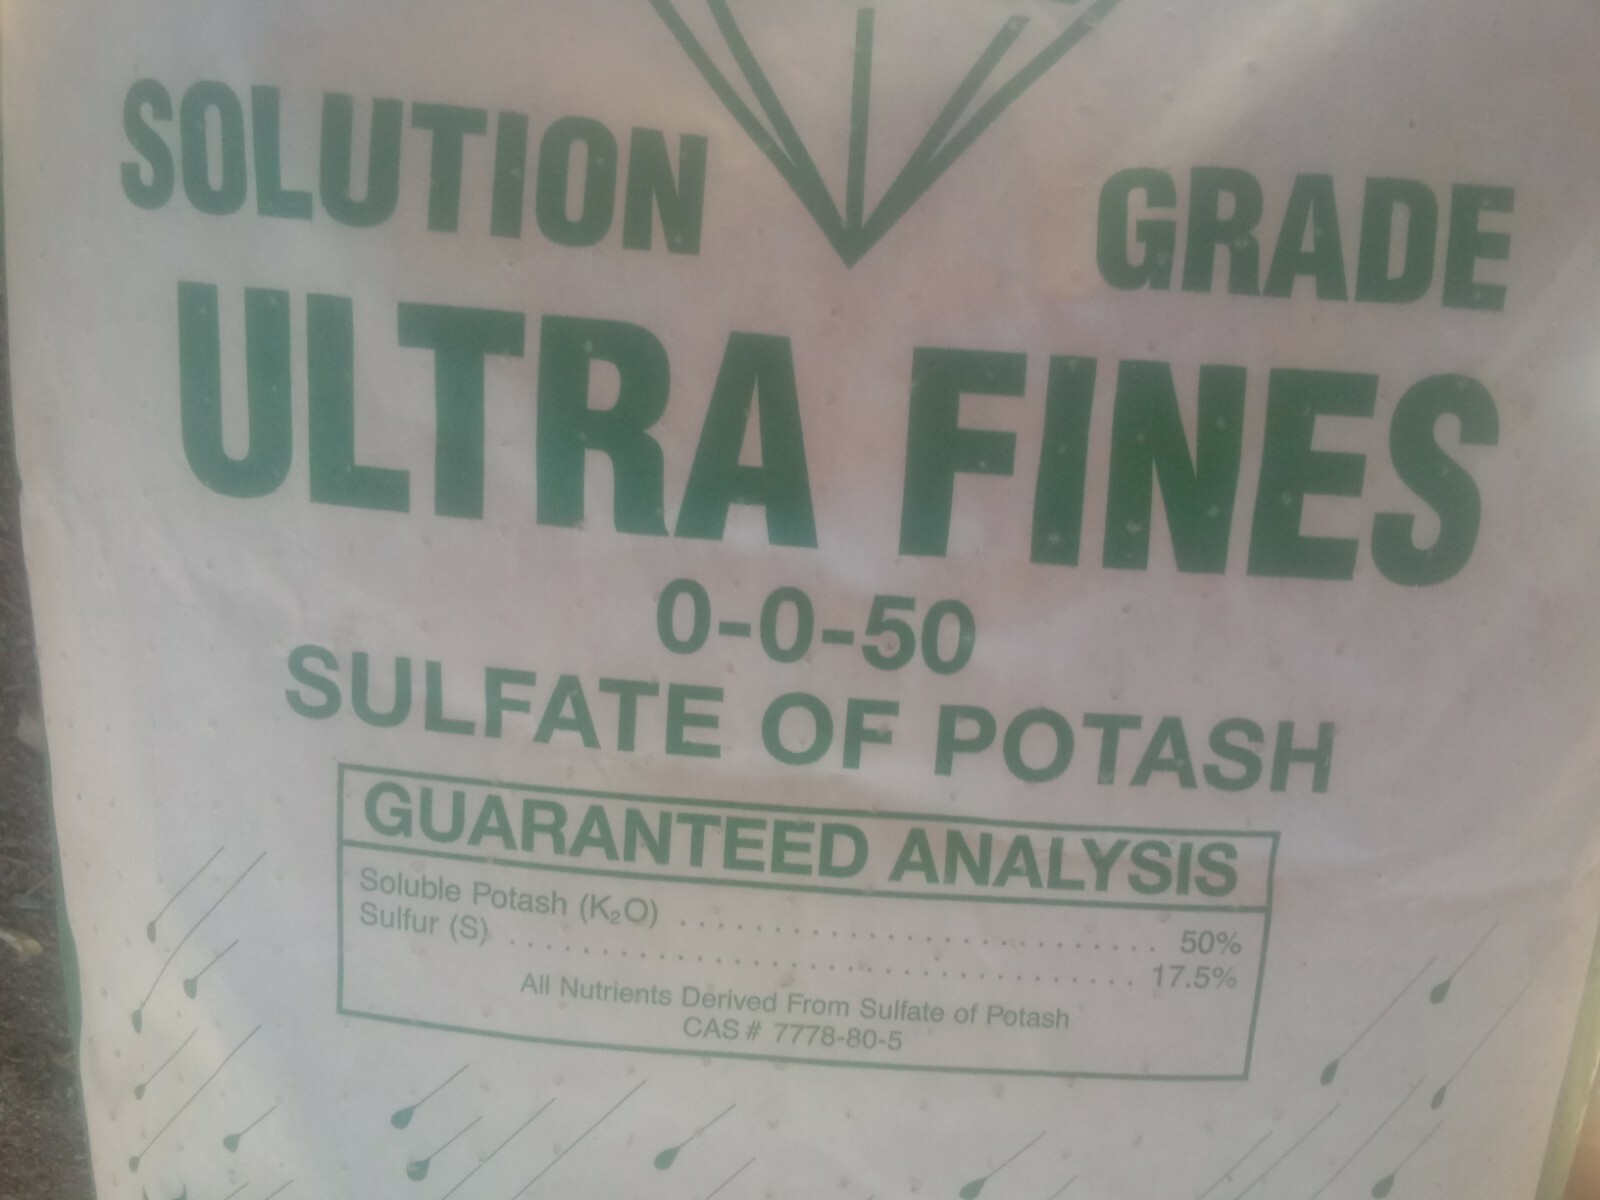 SOLUTION GRADE
ULTRA FINES
0-0-50
SULFATE OF POTASH
GUARANTEED ANALYSIS
Soluble Potash (K₂O) . . . . . . . . . . . . . . . . . . . . . . . . . . 50%
Sulfur (S) . . . . . . . . . . . . . . . . . . . . . . . . . . . . . . . . . . 17.5%
All Nutrients Derived From Sulfate of Potash
CAS # 7778-80-5